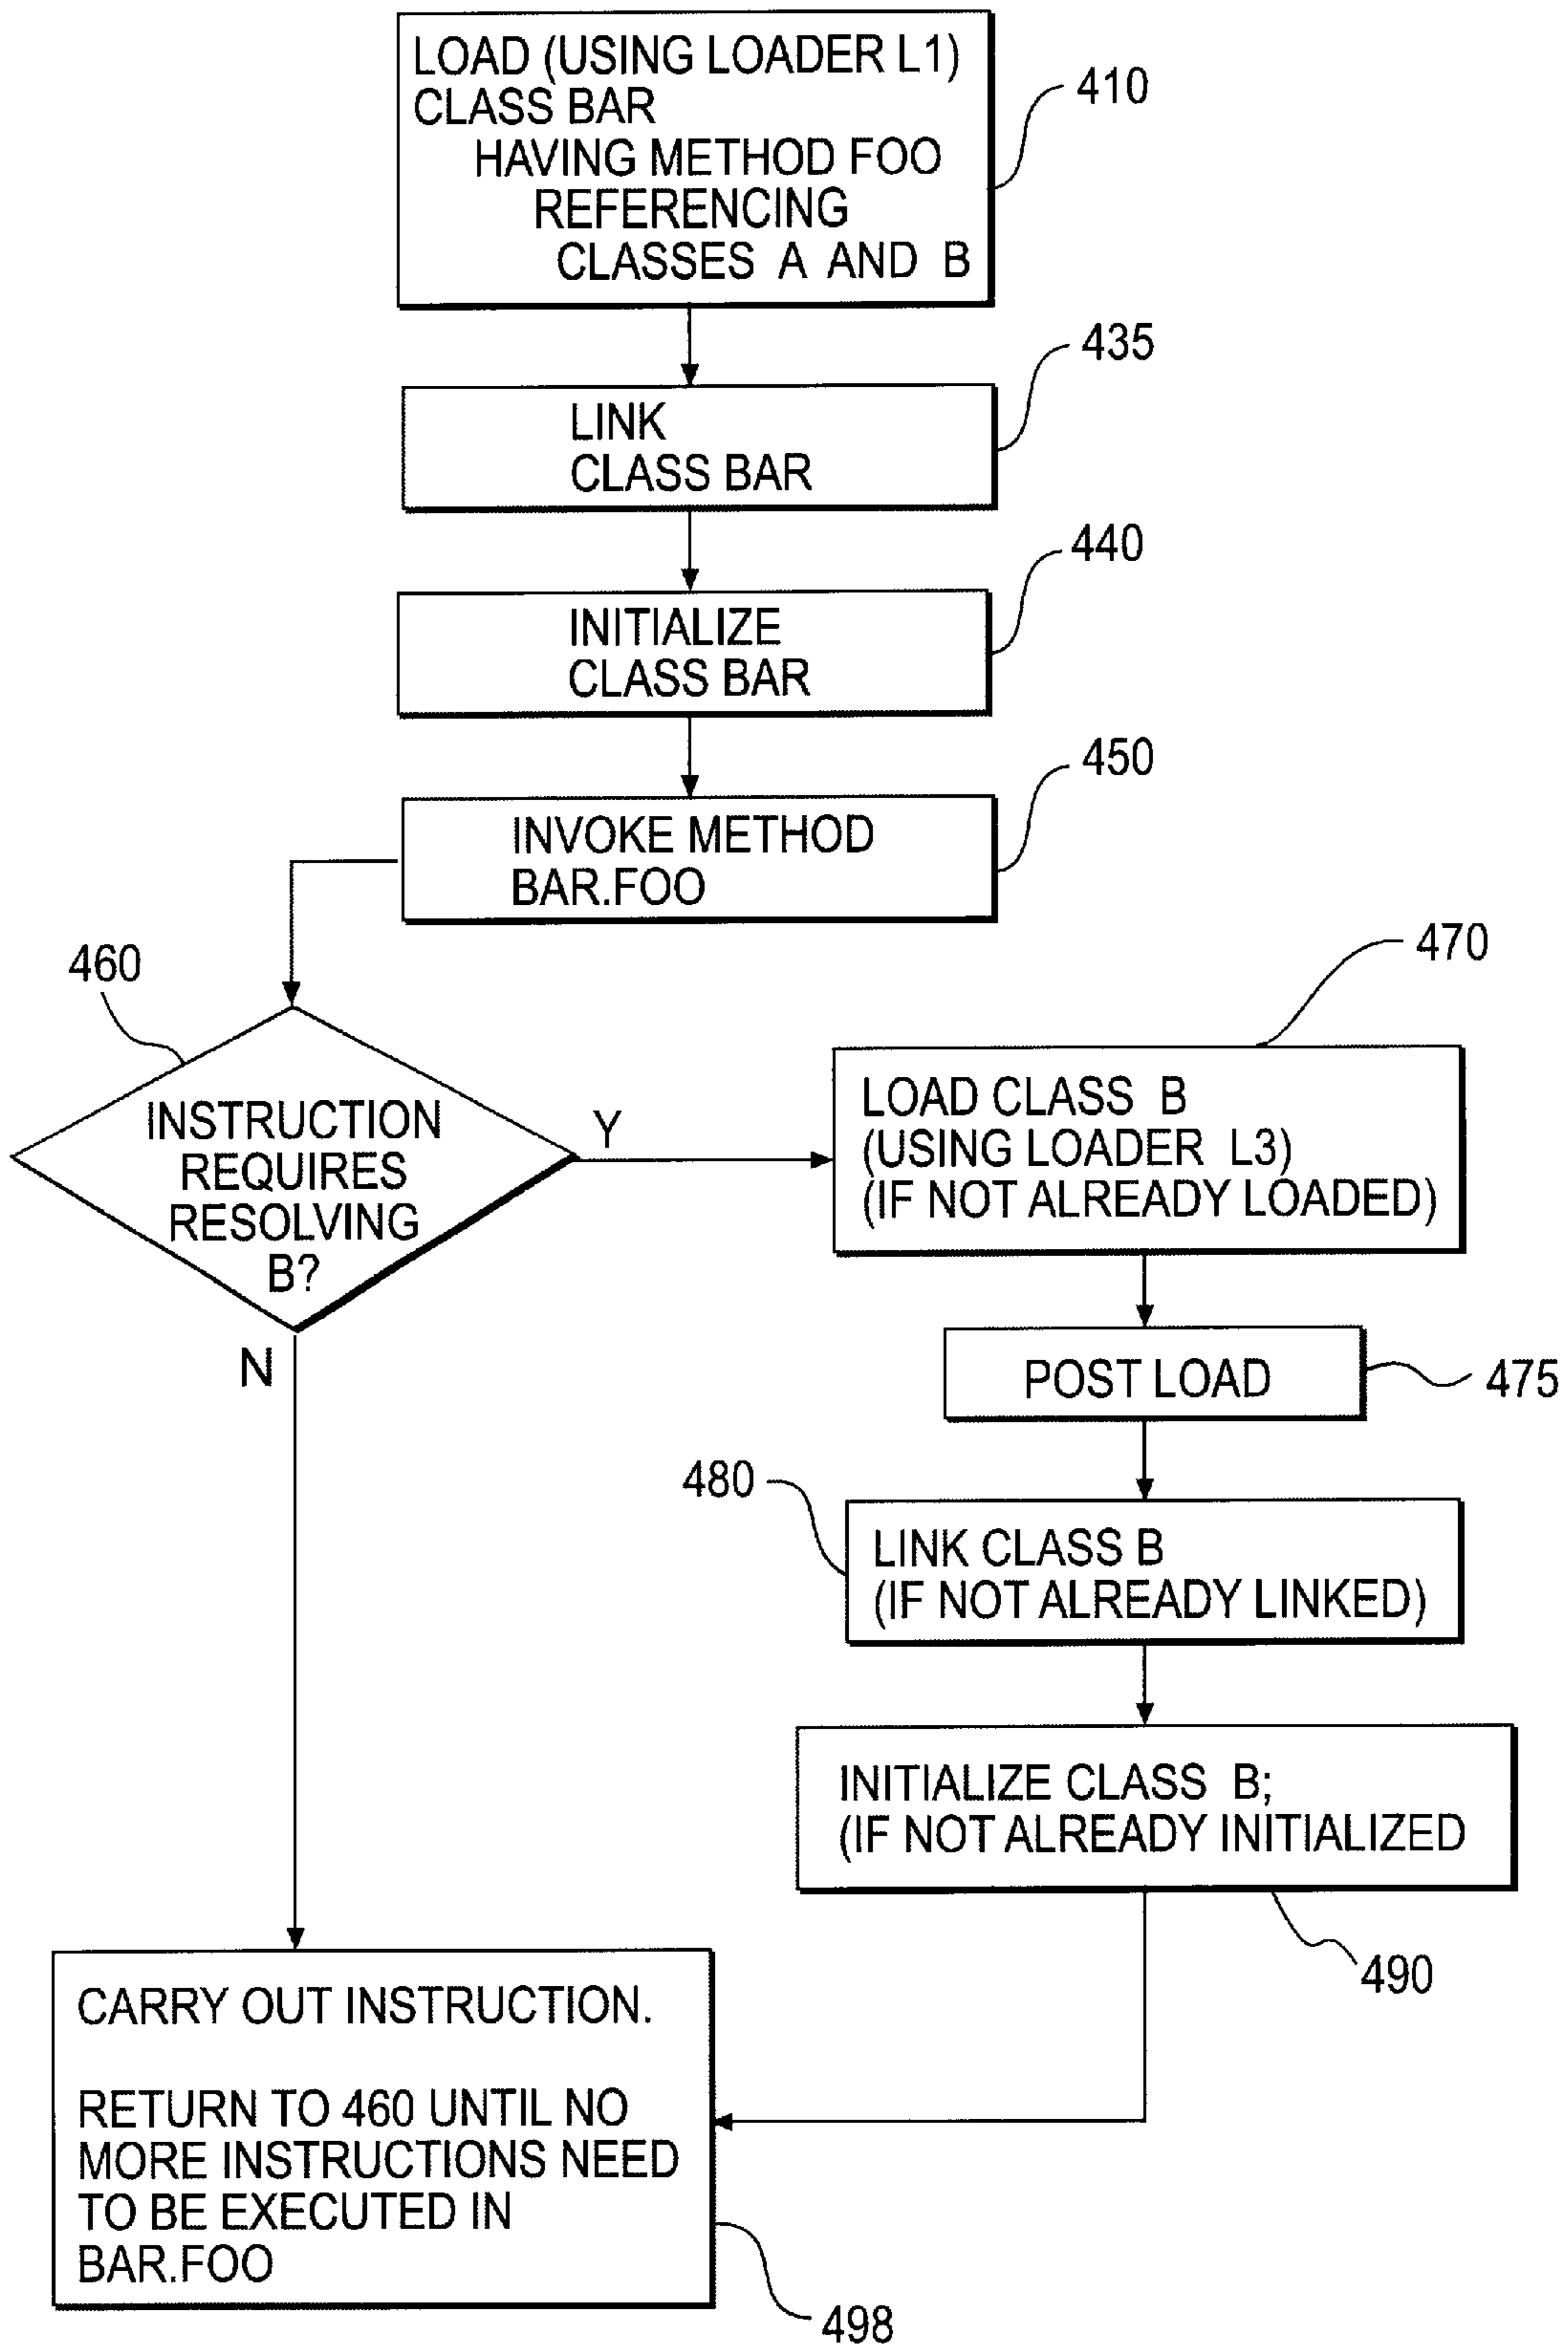 LOAD (USING LOADER L1)
CLASS BAR
HAVING METHOD FOO
REFERENCING
CLASSES A AND B
410
435
LINK
CLASS BAR
440
INITIALIZE
CLASS BAR
450
INVOKE METHOD
BAR.FOO
460
470
INSTRUCTION
REQUIRES
RESOLVING
B?
Y
N
LOAD CLASS B
(USING LOADER L3)
(IF NOT ALREADY LOADED)
POST LOAD
475
480
LINK CLASS B
(IF NOT ALREADY LINKED)
INITIALIZE CLASS B;
(IF NOT ALREADY INITIALIZED
490
CARRY OUT INSTRUCTION.
RETURN TO 460 UNTIL NO
MORE INSTRUCTIONS NEED
TO BE EXECUTED IN
BAR.FOO
498